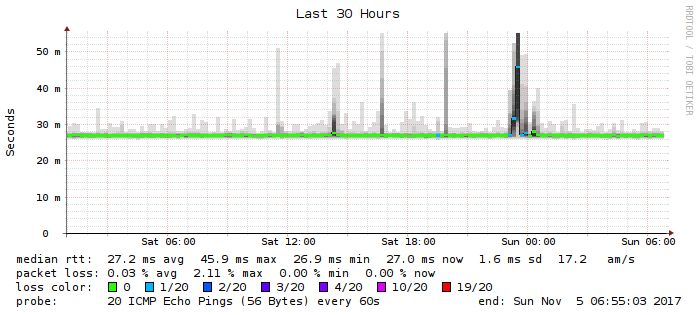 Last 30 Hours
RRDTOOL / TOBI OETIKER
Seconds
50 m
40 m
30 m
20 m
10 m
0
Sat 06:00 Sat 12:00 Sat 18:00 Sun 00:00 Sun 06:00
median rtt: 27.2 ms avg 45.9 ms max 26.9 ms min 27.0 ms now 1.6 ms sd 17.2 am/s
packet loss: 0.03 % avg 2.11 % max 0.00 % min 0.00 % now
loss color: 0 1/20 2/20 3/20 4/20 10/20 19/20
probe: 20 ICMP Echo Pings (56 Bytes) every 60s end: Sun Nov 5 06:55:03 2017